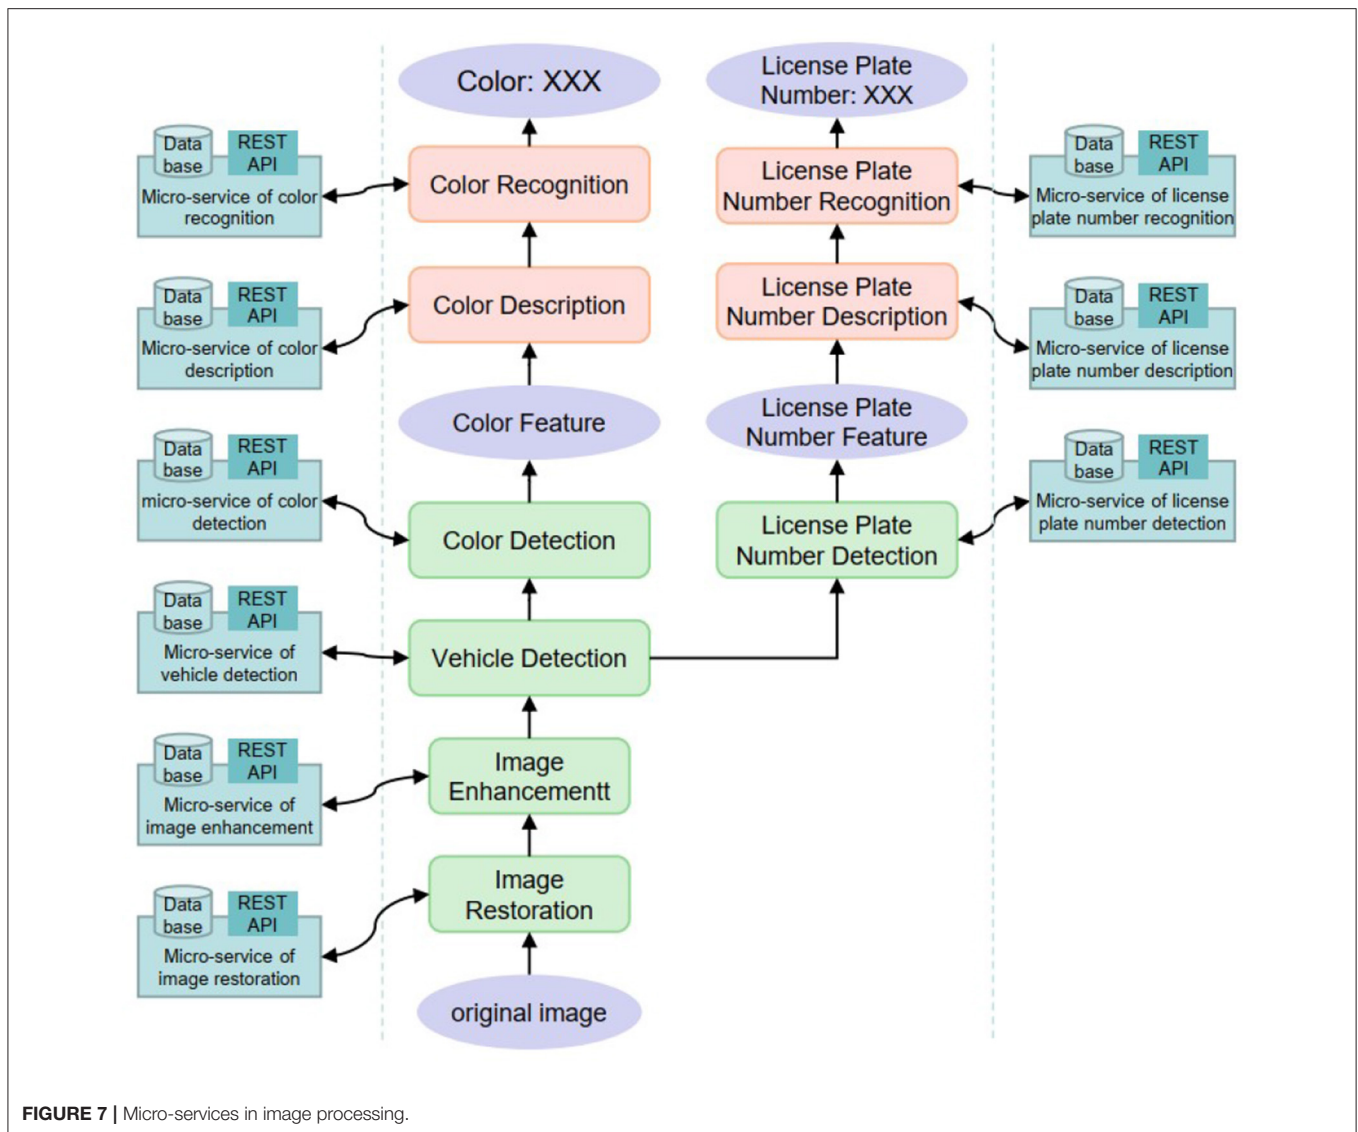 Color: XXX
License Plate
Number: XXX
Data
base
REST
API
Micro-service of color
recognition
Color Recognition
License Plate
Number Recognition
Data
base
REST
API
Micro-service of license
plate number recognition
Data
base
REST
API
Micro-service of color
description
Color Description
License Plate
Number Description
Data
base
REST
API
Micro-service of license
plate number description
Color Feature
License Plate
Number Feature
Data
base
REST
API
micro-service of color
detection
Color Detection
License Plate
Number Detection
Data
base
REST
API
Micro-service of license
plate number detection
Data
base
REST
API
Micro-service of
vehicle detection
Vehicle Detection
Data
base
REST
API
Micro-service of
image enhancement
Image
Enhancementt
Data
base
REST
API
Micro-service of
image restoration
Image
Restoration
original image
FIGURE 7 | Micro-services in image processing.